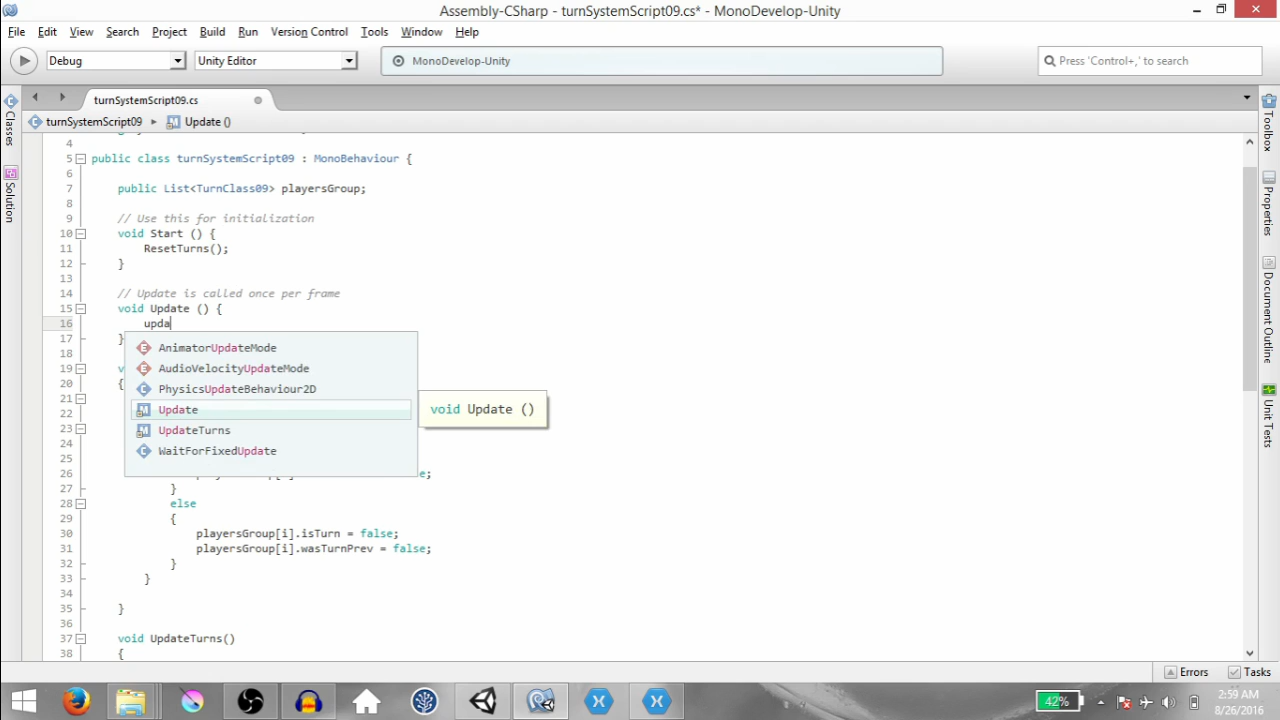 Assembly-CSharp - turnSystemScript09.cs* - MonoDevelop-Unity
File Edit View Search Project Build Run Version Control Tools Window Help
Debug Unity Editor MonoDevelop-Unity Press 'Control+,' to search
turnSystemScript09.cs
turnSystemScript09 Update ()
Classes
Solution
Toolbox
Properties
Document Outline
Unit Tests
4
5 public class turnSystemScript09 : MonoBehaviour {
6
7 public List<TurnClass09> playersGroup;
8
9 // Use this for initialization
10 void Start () {
11 ResetTurns();
12 }
13
14 // Update is called once per frame
15 void Update () {
16 upda
17 }
AnimatorUpdateMode
18
19 v
AudioVelocityUpdateMode
20 {
PhysicsUpdateBehaviour2D
21
Update
void Update ()
22
23
UpdateTurns
24
WaitForFixedUpdate
25
26 e;
27 }
28 else
29 {
30 playersGroup[i].isTurn = false;
31 playersGroup[i].wasTurnPrev = false;
32 }
33 }
34
35 }
36
37 void UpdateTurns()
38 {
Errors Tasks
42%
2:59 AM
8/26/2016